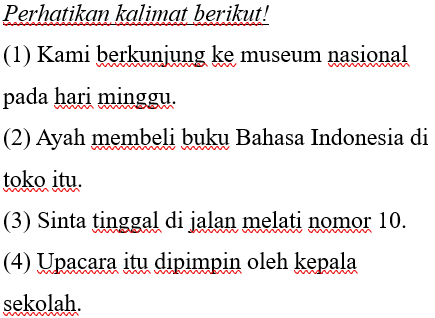 Perhatikan kalimat berikut!
(1) Kami berkunjung ke museum nasional
pada hari minggu.
(2) Ayah membeli buku Bahasa Indonesia di
toko itu.
(3) Sinta tinggal di jalan melati nomor 10.
(4) Upacara itu dipimpin oleh kepala
sekolah.